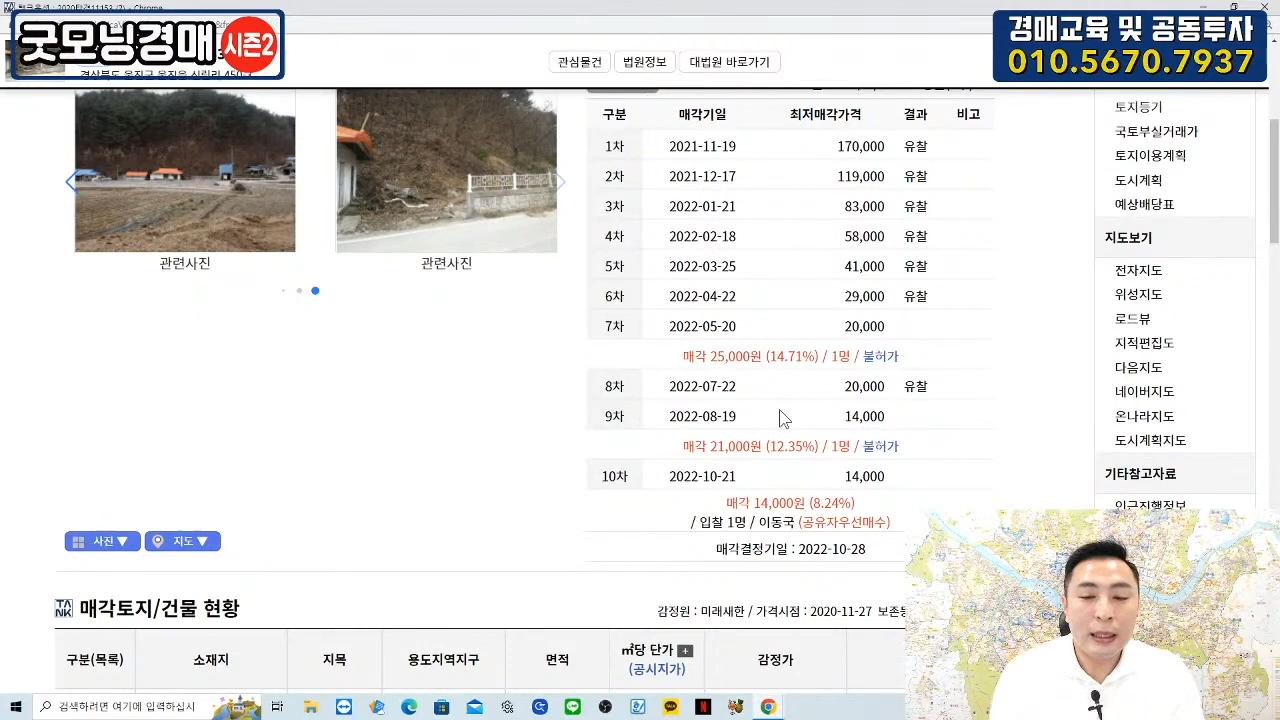 굿모닝경매 시즌2
경매교육 및 공동투자
010.5670.7937
관심물건
법원정보
구분 매각기일 최저매각가격 결과 비고
1차 2021-11-19 170,000 유찰
2차 2021-12-17 119,000 유찰
3차 2022-01-21 83,000 유찰
4차 2022-02-18 58,000 유찰
5차 2022-03-25 41,000 유찰
6차 2022-04-22 29,000 유찰
7차 2022-05-20 20,000
매각 25,000원 (14.71%) / 1명 / 불허가
8차 2022-07-22 20,000 유찰
9차 2022-08-19 14,000
매각 21,000원 (12.35%) / 1명 / 불허가
10차 2022-10-21 14,000
매각 14,000원 (8.24%)
/ 입찰 1명 / 이동국 (공유자우선매수)
매각결정기일 : 2022-10-28
관련사진
관련사진
사진 ▼
지도 ▼
토지등기
국토부실거래가
토지이용계획
도시계획
예상배당표
지도보기
전자지도
위성지도
로드뷰
지적편집도
다음지도
네이버지도
온나라지도
도시계획지도
기타참고자료
인근진행정보
TANK 매각토지/건물 현황
감정원 : 미래새한 / 가격시점 : 2020-11-27
구분(목록) 소재지 지목 용도지역지구 면적 ㎡당 단가 + 감정가
(공시지가)
검색하려면 여기에 입력하십시